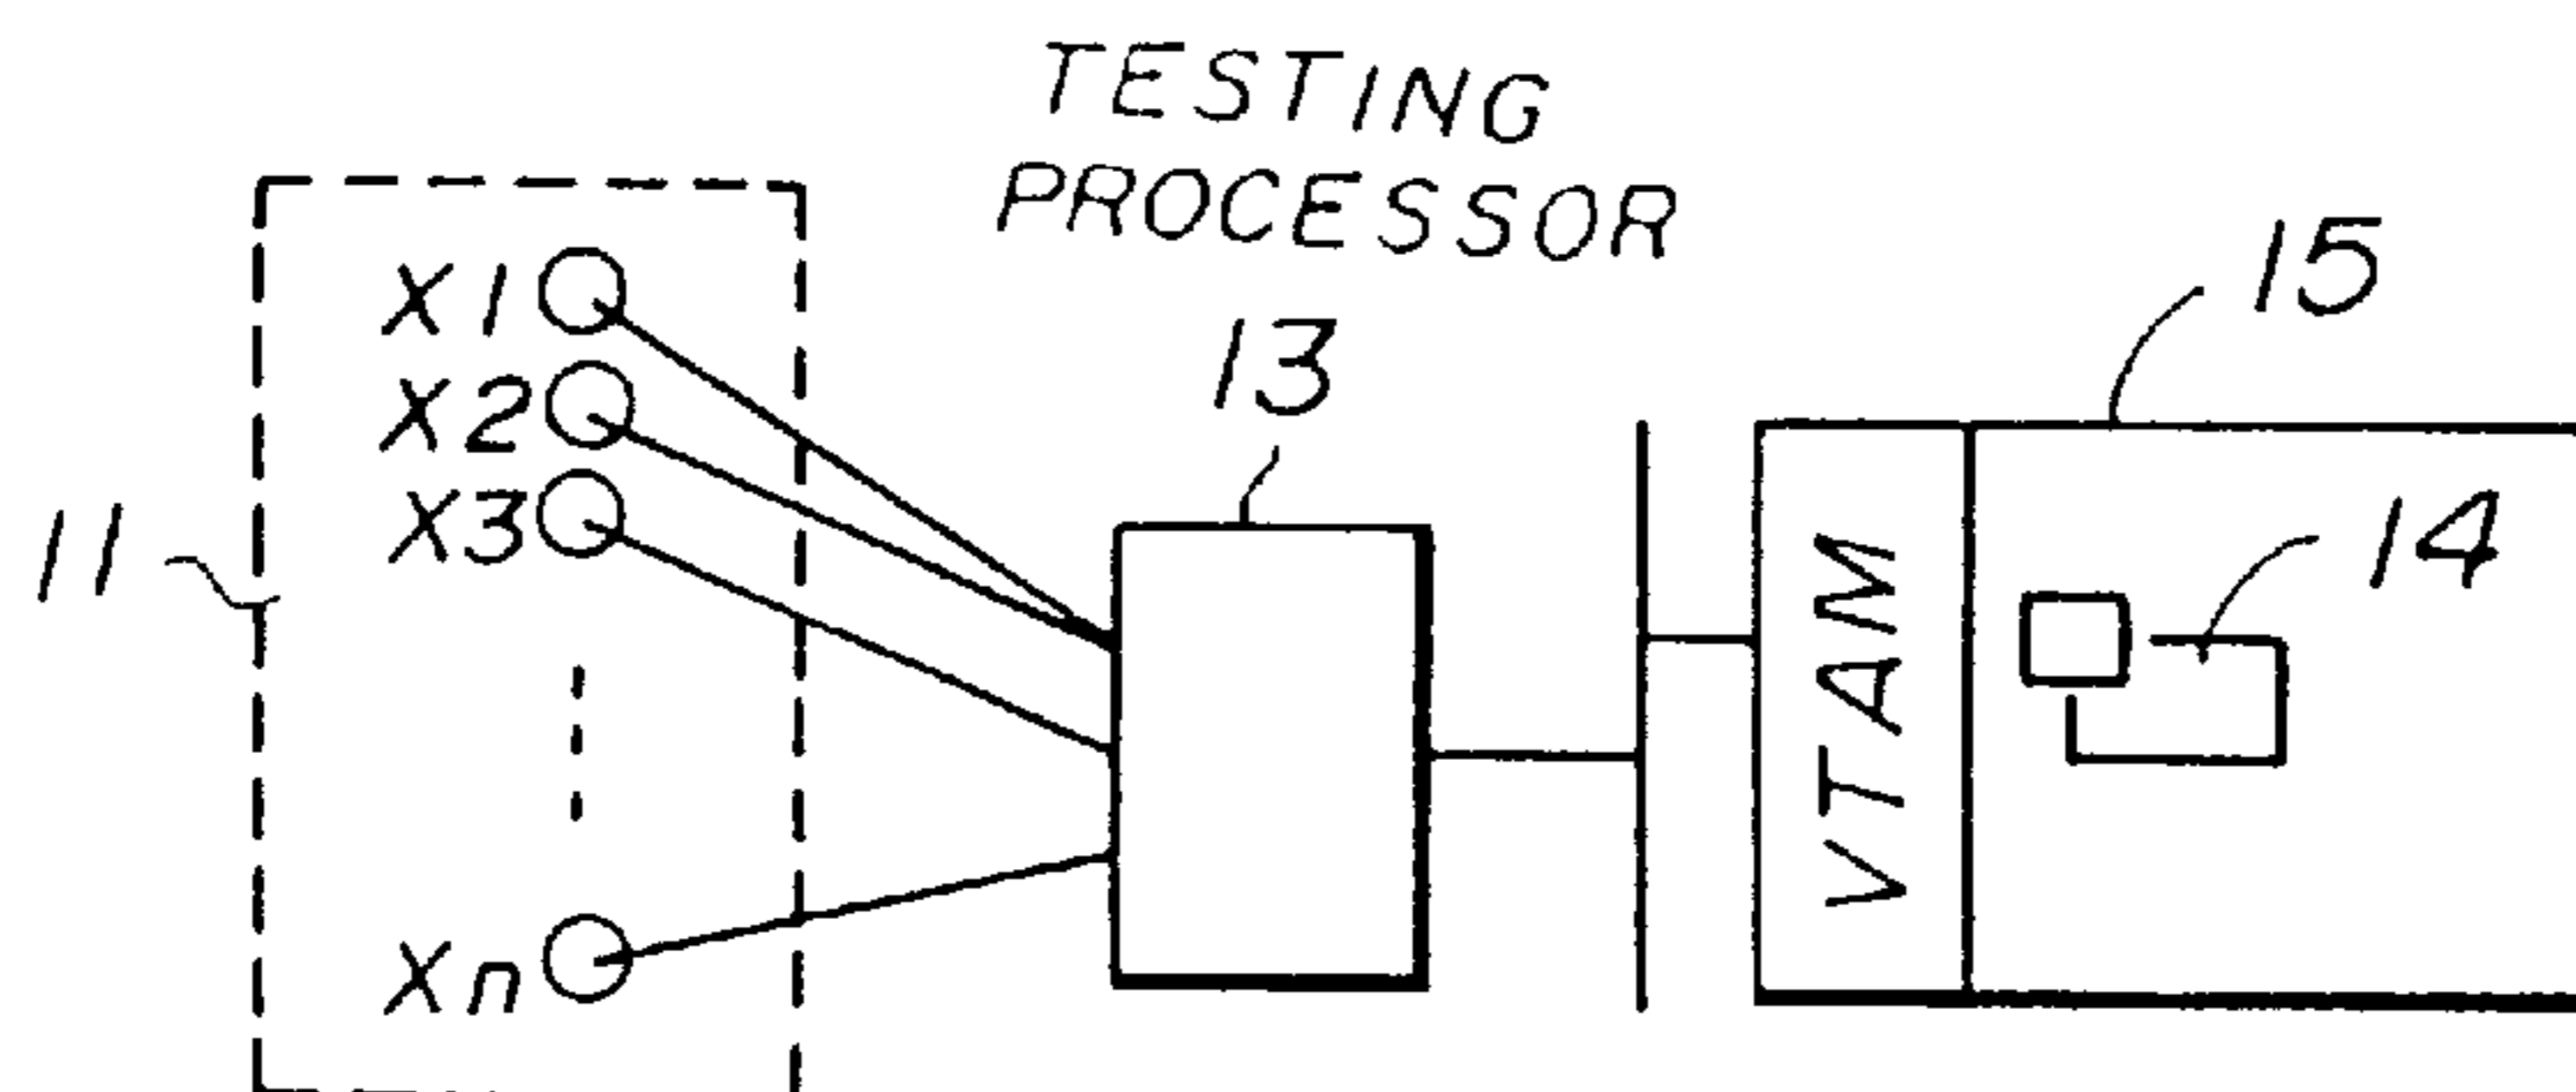 TESTING
PROCESSOR
13
15
X1
X2
X3
Xn
11
VTAM
14